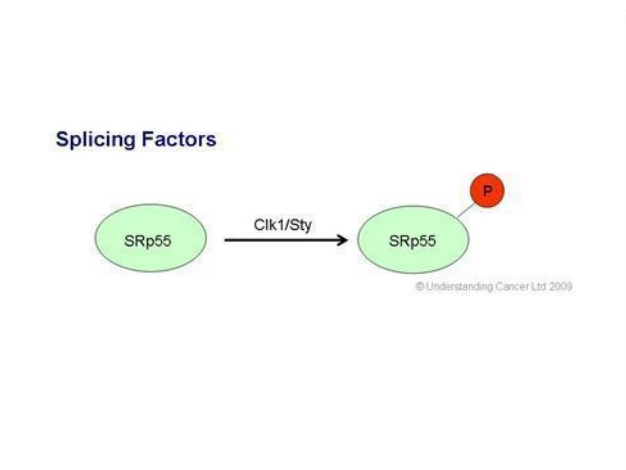 Splicing Factors
P
Clk1/Sty
SRp55
SRp55
© Understanding Cancer Ltd 2009